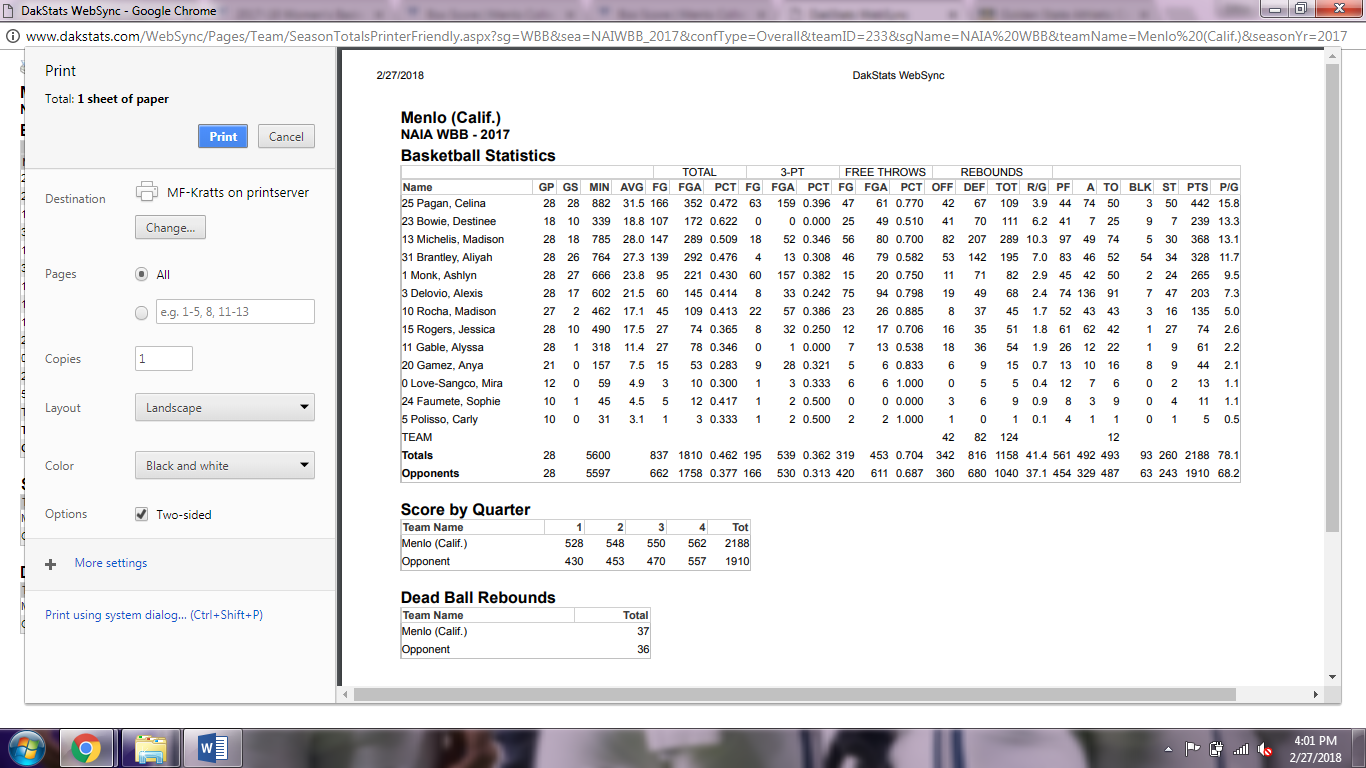 DakStats WebSync - Google Chrome
www.dakstats.com/WebSync/Pages/Team/SeasonTotalsPrinterFriendly.aspx?sg=WBB&sea=NAIWBB_2017&confType=Overall&teamID=233&sgName=NAIA%20WBB&teamName=Menlo%20(Calif.)&seasonYr=2017
Print
Total: 1 sheet of paper
Print Cancel
Destination MF-Kratts on printserver
Change...
Pages All
e.g. 1-5, 8, 11-13
Copies 1
Layout Landscape
Color Black and white
Options Two-sided
More settings
Print using system dialog... (Ctrl+Shift+P)
2/27/2018 DakStats WebSync
Menlo (Calif.)
NAIA WBB - 2017
Basketball Statistics
TOTAL 3-PT FREE THROWS REBOUNDS
Name GP GS MIN AVG FG FGA PCT FG FGA PCT FG FGA PCT OFF DEF TOT R/G PF A TO BLK ST PTS P/G
25 Pagan, Celina 28 28 882 31.5 166 352 0.472 63 159 0.396 47 61 0.770 42 67 109 3.9 44 74 50 3 50 442 15.8
23 Bowie, Destinee 18 10 339 18.8 107 172 0.622 0 0 0.000 25 49 0.510 41 70 111 6.2 41 7 25 9 7 239 13.3
13 Michelis, Madison 28 18 785 28.0 147 289 0.509 18 52 0.346 56 80 0.700 82 207 289 10.3 97 49 74 5 30 368 13.1
31 Brantley, Aliyah 28 26 764 27.3 139 292 0.476 4 13 0.308 46 79 0.582 53 142 195 7.0 83 46 52 54 34 328 11.7
1 Monk, Ashlyn 28 27 666 23.8 95 221 0.430 60 157 0.382 15 20 0.750 11 71 82 2.9 45 42 50 2 24 265 9.5
3 Delovio, Alexis 28 17 602 21.5 60 145 0.414 8 33 0.242 75 94 0.798 19 49 68 2.4 74 136 91 7 47 203 7.3
10 Rocha, Madison 27 2 462 17.1 45 109 0.413 22 57 0.386 23 26 0.885 8 37 45 1.7 52 43 43 3 16 135 5.0
15 Rogers, Jessica 28 10 490 17.5 27 74 0.365 8 32 0.250 12 17 0.706 16 35 51 1.8 61 62 42 1 27 74 2.6
11 Gable, Alyssa 28 1 318 11.4 27 78 0.346 0 1 0.000 7 13 0.538 18 36 54 1.9 26 12 22 1 9 61 2.2
20 Gamez, Anya 21 0 157 7.5 15 53 0.283 9 28 0.321 5 6 0.833 6 9 15 0.7 13 10 16 8 9 44 2.1
0 Love-Sangco, Mira 12 0 59 4.9 3 10 0.300 1 3 0.333 6 6 1.000 0 5 5 0.4 12 7 6 0 2 13 1.1
24 Faumete, Sophie 10 1 45 4.5 5 12 0.417 1 2 0.500 0 0 0.000 3 6 9 0.9 8 3 9 0 4 11 1.1
5 Polisso, Carly 10 0 31 3.1 1 3 0.333 1 2 0.500 2 2 1.000 1 0 1 0.1 4 1 1 0 1 5 0.5
TEAM 42 82 124 12
Totals 28 5600 837 1810 0.462 195 539 0.362 319 453 0.704 342 816 1158 41.4 561 492 493 93 260 2188 78.1
Opponents 28 5597 662 1758 0.377 166 530 0.313 420 611 0.687 360 680 1040 37.1 454 329 487 63 243 1910 68.2
Score by Quarter
Team Name 1 2 3 4 Tot
Menlo (Calif.) 528 548 550 562 2188
Opponent 430 453 470 557 1910
Dead Ball Rebounds
Team Name Total
Menlo (Calif.) 37
Opponent 36
4:01 PM
2/27/2018